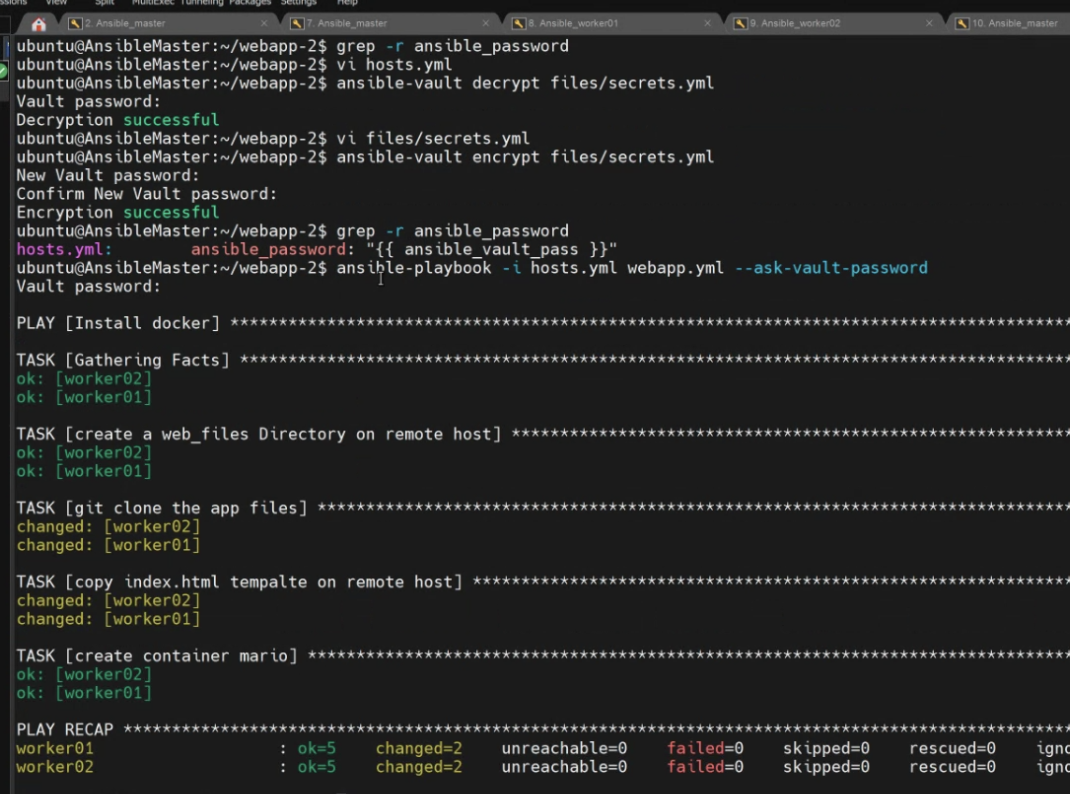 View Split MultiExec Tunneling Packages Settings Help
2. Ansible_master 7. Ansible_master 8. Ansible_worker01 9. Ansible_worker02 10. Ansible_master
ubuntu@AnsibleMaster:~/webapp-2$ grep -r ansible_password
ubuntu@AnsibleMaster:~/webapp-2$ vi hosts.yml
ubuntu@AnsibleMaster:~/webapp-2$ ansible-vault decrypt files/secrets.yml
Vault password:
Decryption successful
ubuntu@AnsibleMaster:~/webapp-2$ vi files/secrets.yml
ubuntu@AnsibleMaster:~/webapp-2$ ansible-vault encrypt files/secrets.yml
New Vault password:
Confirm New Vault password:
Encryption successful
ubuntu@AnsibleMaster:~/webapp-2$ grep -r ansible_password
hosts.yml:        ansible_password: "{{ ansible_vault_pass }}"
ubuntu@AnsibleMaster:~/webapp-2$ ansible-playbook -i hosts.yml webapp.yml --ask-vault-password
Vault password:
PLAY [Install docker] ******************************************************************************
TASK [Gathering Facts] *****************************************************************************
ok: [worker02]
ok: [worker01]
TASK [create a web_files Directory on remote host] *************************************************
ok: [worker02]
ok: [worker01]
TASK [git clone the app files] *********************************************************************
changed: [worker02]
changed: [worker01]
TASK [copy index.html tempalte on remote host] *****************************************************
changed: [worker02]
changed: [worker01]
TASK [create container mario] **********************************************************************
ok: [worker02]
ok: [worker01]
PLAY RECAP *****************************************************************************************
worker01 : ok=5 changed=2 unreachable=0 failed=0 skipped=0 rescued=0 igno
worker02 : ok=5 changed=2 unreachable=0 failed=0 skipped=0 rescued=0 igno